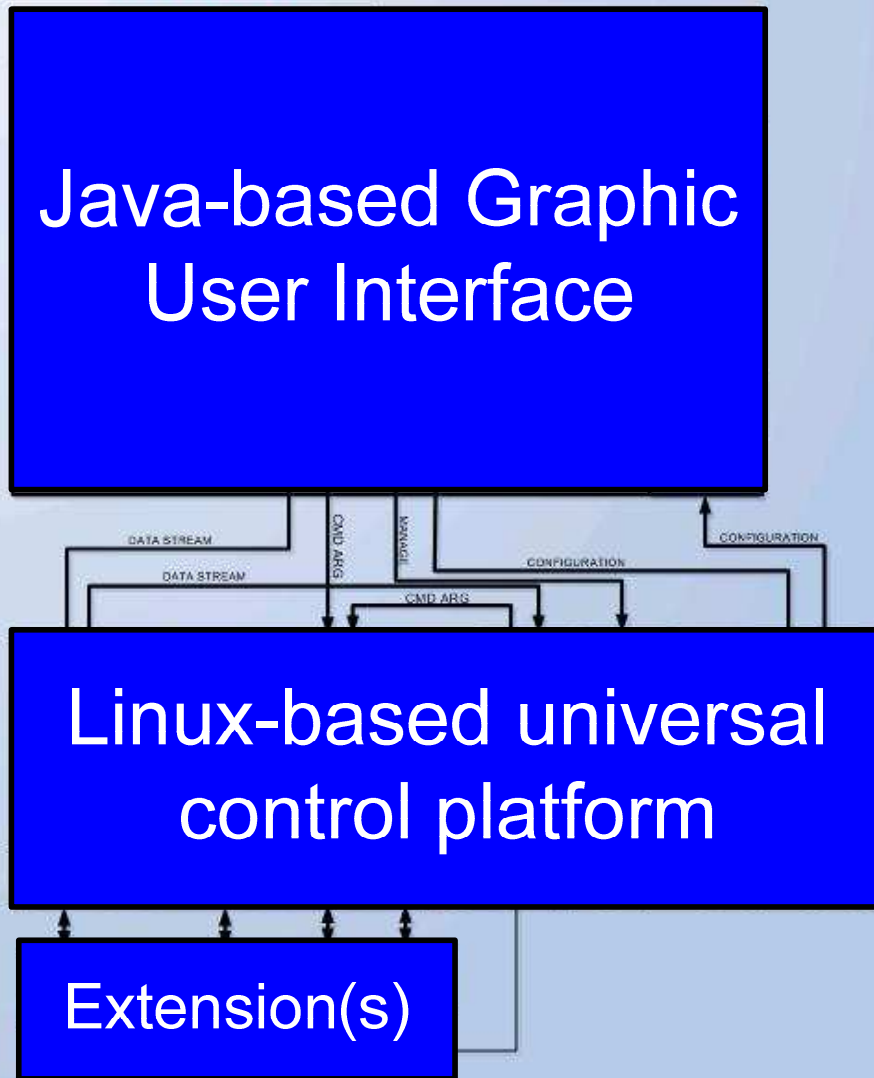 Java-based Graphic
User Interface
DATA STREAM
CMD ARG
MANAGE
CONFIGURATION
CONFIGURATION
DATA STREAM
CMD ARG
Linux-based universal
control platform
Extension(s)